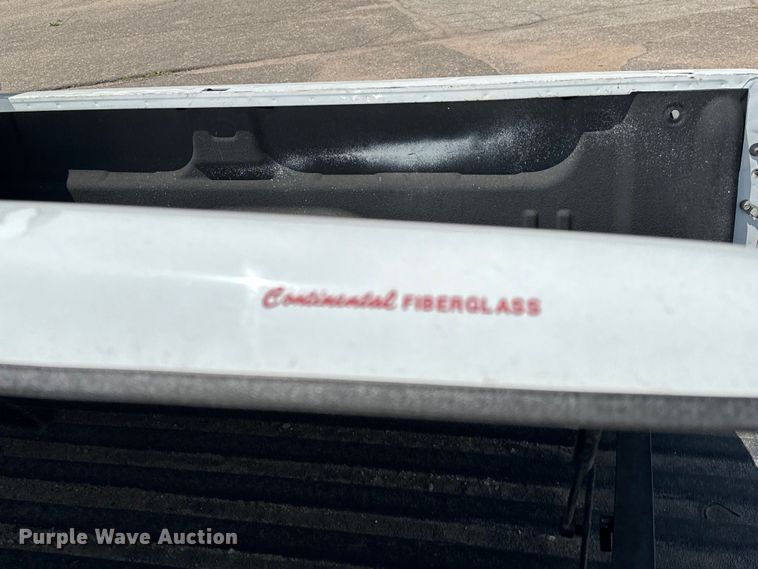 Continental FIBERGLASS
Purple Wave Auction